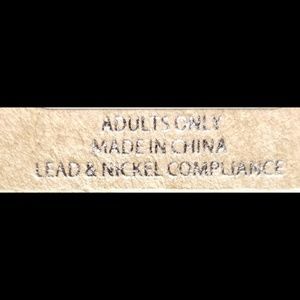 ADULTS ONLY
MADE IN CHINA
LEAD & NICKEL COMPLIANCE